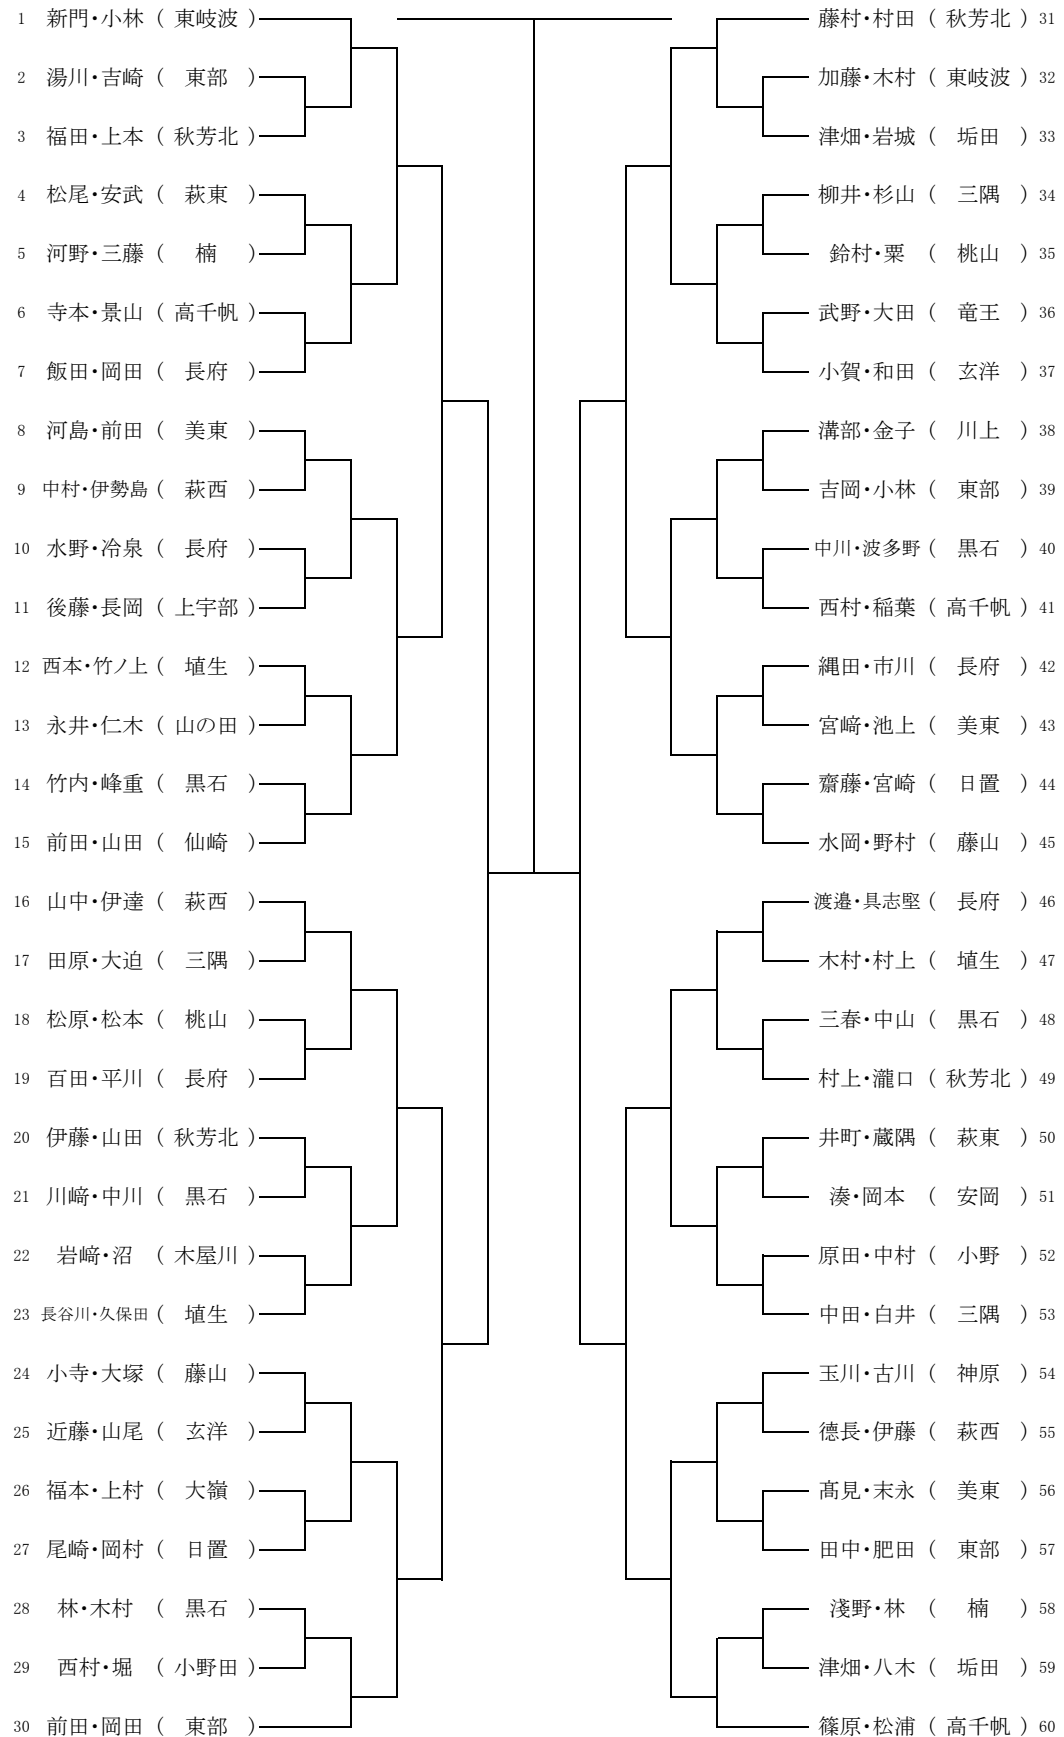 1 新門・小林 ( 東岐波 )
2 湯川・吉崎 ( 東部 )
3 福田・上本 ( 秋芳北 )
4 松尾・安武 ( 萩東 )
5 河野・三藤 ( 楠 )
6 寺本・景山 ( 高千帆 )
7 飯田・岡田 ( 長府 )
8 河島・前田 ( 美東 )
9 中村・伊勢島 ( 萩西 )
10 水野・冷泉 ( 長府 )
11 後藤・長岡 ( 上宇部 )
12 西本・竹ノ上 ( 埴生 )
13 永井・仁木 ( 山の田 )
14 竹内・峰重 ( 黒石 )
15 前田・山田 ( 仙崎 )
16 山中・伊達 ( 萩西 )
17 田原・大迫 ( 三隅 )
18 松原・松本 ( 桃山 )
19 百田・平川 ( 長府 )
20 伊藤・山田 ( 秋芳北 )
21 川﨑・中川 ( 黒石 )
22 岩﨑・沼 ( 木屋川 )
23 長谷川・久保田 ( 埴生 )
24 小寺・大塚 ( 藤山 )
25 近藤・山尾 ( 玄洋 )
26 福本・上村 ( 大嶺 )
27 尾崎・岡村 ( 日置 )
28 林・木村 ( 黒石 )
29 西村・堀 ( 小野田 )
30 前田・岡田 ( 東部 )
藤村・村田 ( 秋芳北 ) 31
加藤・木村 ( 東岐波 ) 32
津畑・岩城 ( 垢田 ) 33
柳井・杉山 ( 三隅 ) 34
鈴村・粟 ( 桃山 ) 35
武野・大田 ( 竜王 ) 36
小賀・和田 ( 玄洋 ) 37
溝部・金子 ( 川上 ) 38
吉岡・小林 ( 東部 ) 39
中川・波多野 ( 黒石 ) 40
西村・稲葉 ( 高千帆 ) 41
縄田・市川 ( 長府 ) 42
宮﨑・池上 ( 美東 ) 43
齋藤・宮崎 ( 日置 ) 44
水岡・野村 ( 藤山 ) 45
渡邉・具志堅 ( 長府 ) 46
木村・村上 ( 埴生 ) 47
三春・中山 ( 黒石 ) 48
村上・瀧口 ( 秋芳北 ) 49
井町・蔵隅 ( 萩東 ) 50
湊・岡本 ( 安岡 ) 51
原田・中村 ( 小野 ) 52
中田・白井 ( 三隅 ) 53
玉川・古川 ( 神原 ) 54
德長・伊藤 ( 萩西 ) 55
髙見・末永 ( 美東 ) 56
田中・肥田 ( 東部 ) 57
淺野・林 ( 楠 ) 58
津畑・八木 ( 垢田 ) 59
篠原・松浦 ( 高千帆 ) 60